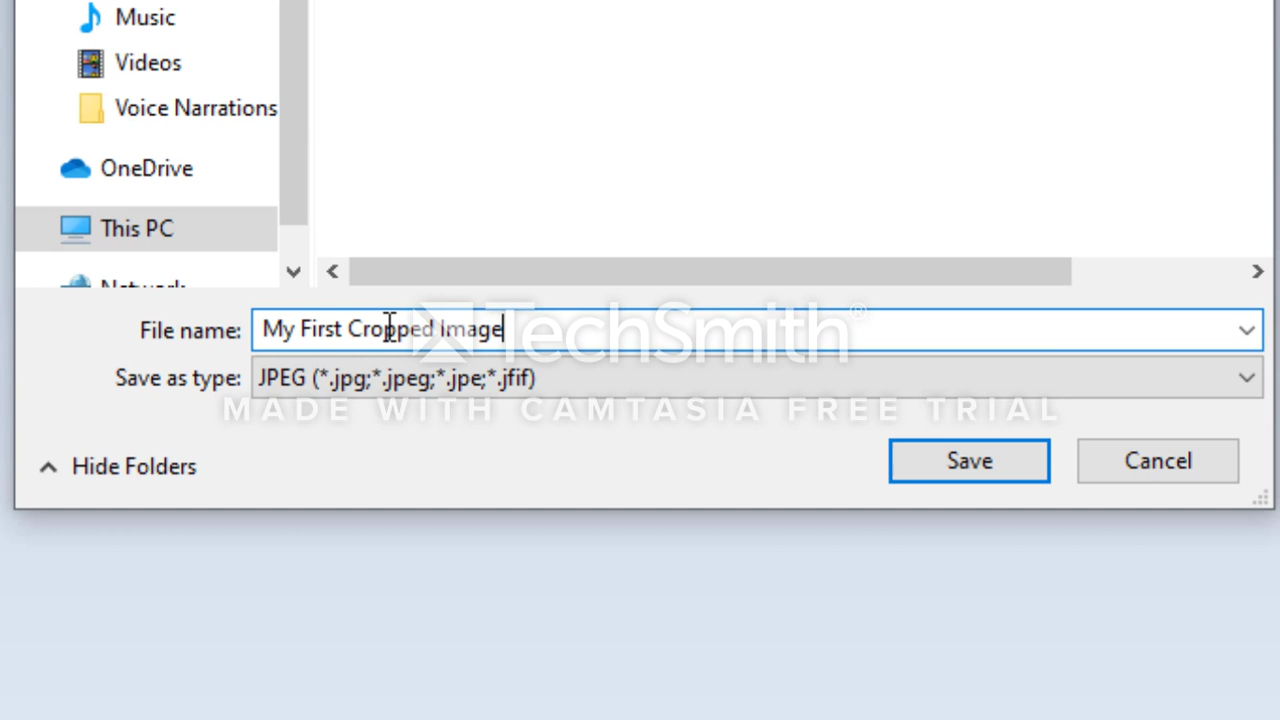 Music
Videos
Voice Narrations
OneDrive
This PC
Network
TechSmith®
File name: My First Cropped Image
Save as type: JPEG (*.jpg;*.jpeg;*.jpe;*.jfif)
MADE WITH CAMTASIA FREE TRIAL
Hide Folders
Save
Cancel